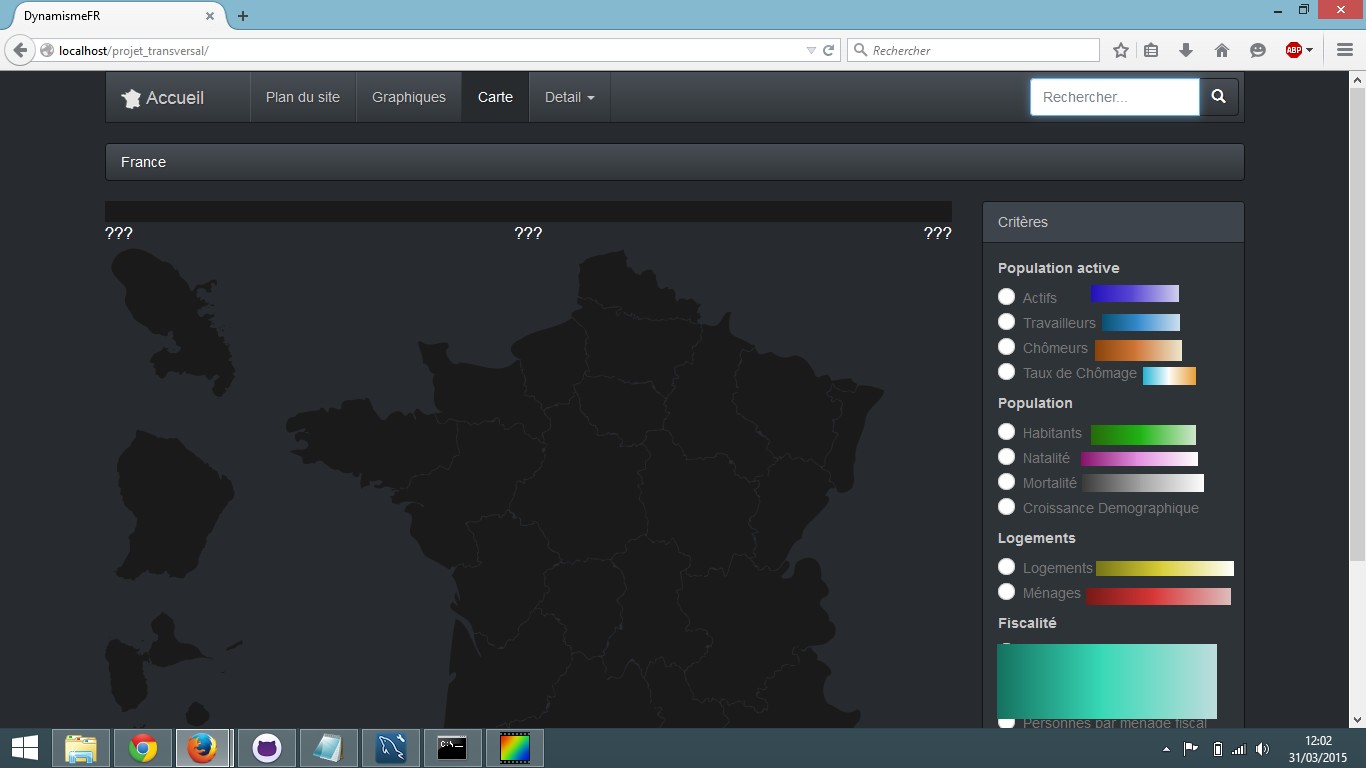 DynamismeFR
localhost/projet_transversal/
Rechercher
ABP
Accueil
Plan du site
Graphiques
Carte
Detail
Rechercher...
France
??? ??? ???
Critères
Population active
Actifs
Travailleurs
Chômeurs
Taux de Chômage
Population
Habitants
Natalité
Mortalité
Croissance Demographique
Logements
Logements
Ménages
Fiscalité
Personnes par ménage fiscal
12:02
31/03/2015